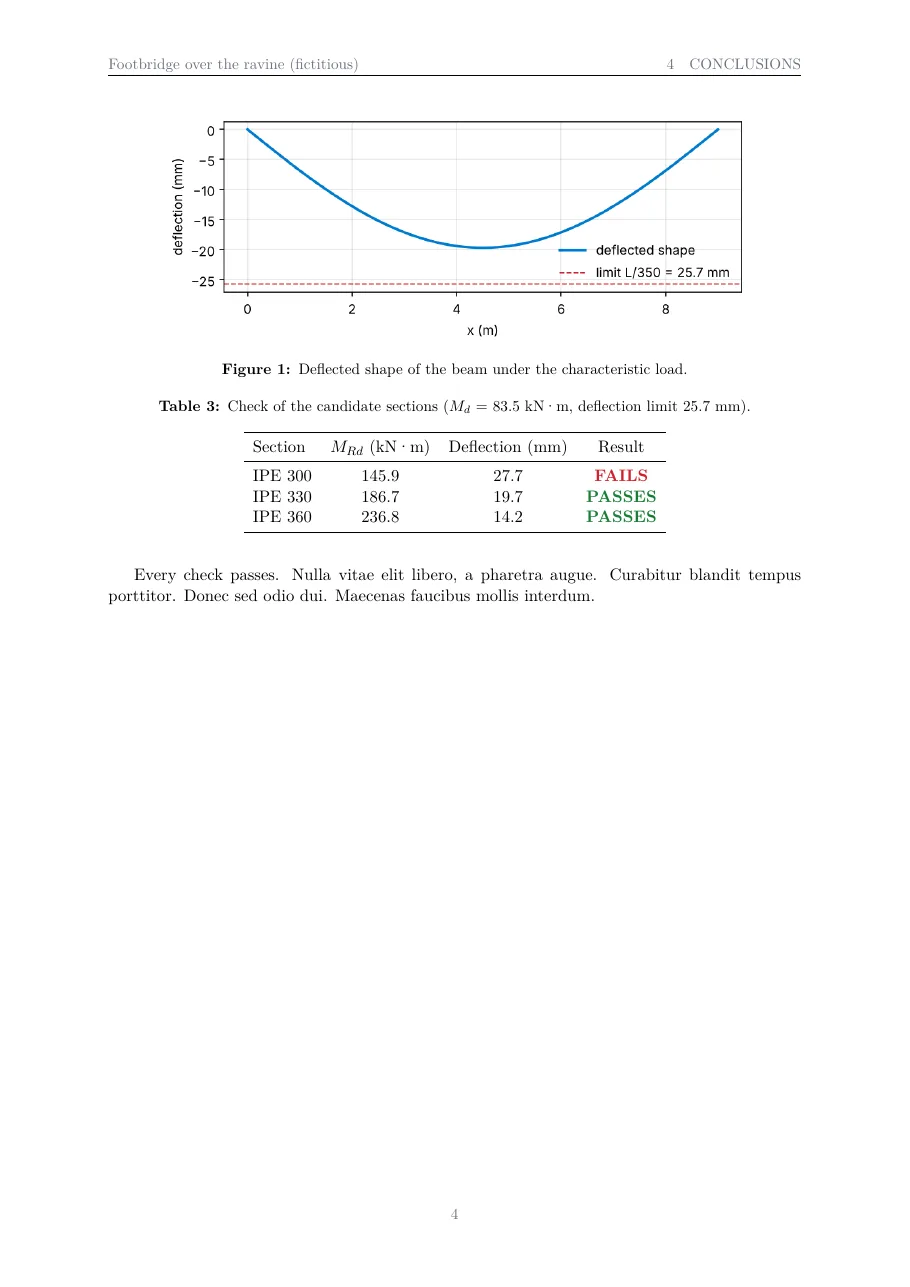 Footbridge over the ravine (fictitious) 4 CONCLUSIONS
0
−5
−10
−15
−20
−25
deflection (mm)
deflected shape
limit L/350 = 25.7 mm
0 2 4 6 8
x (m)
Figure 1: Deflected shape of the beam under the characteristic load.
Table 3: Check of the candidate sections (Md = 83.5 kN · m, deflection limit 25.7 mm).
Section MRd (kN · m) Deflection (mm) Result
IPE 300 145.9 27.7 FAILS
IPE 330 186.7 19.7 PASSES
IPE 360 236.8 14.2 PASSES
Every check passes. Nulla vitae elit libero, a pharetra augue. Curabitur blandit tempus
porttitor. Donec sed odio dui. Maecenas faucibus mollis interdum.
4